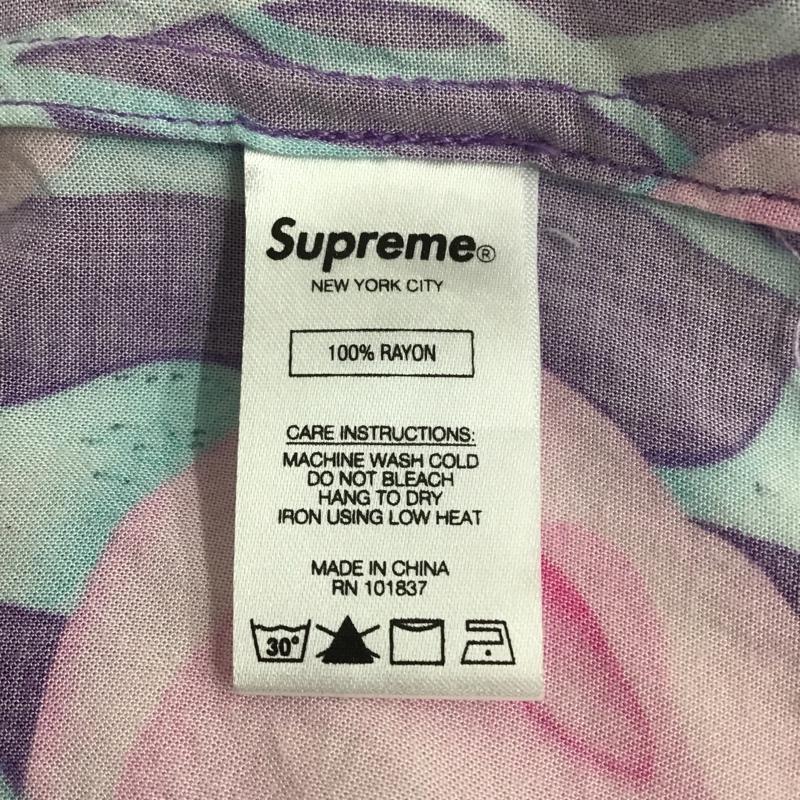 Supreme®
NEW YORK CITY
100% RAYON
CARE INSTRUCTIONS:
MACHINE WASH COLD
DO NOT BLEACH
HANG TO DRY
IRON USING LOW HEAT
MADE IN CHINA
RN 101837
30°